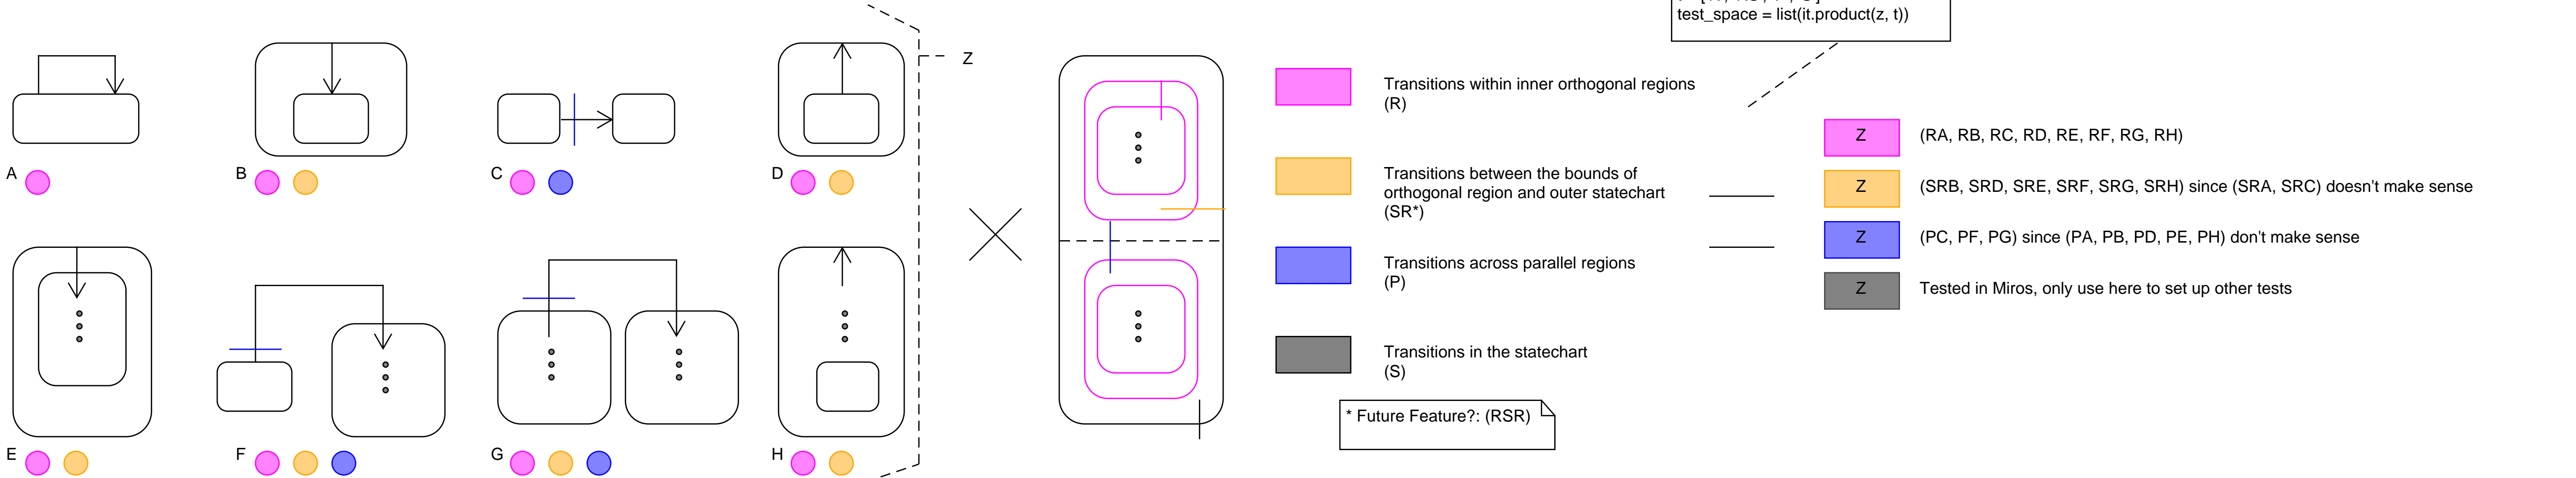 test_space = list(it.product(z, t))
Z
A
B
C
D
E
F
G
H
Transitions within inner orthogonal regions
(R)
Transitions between the bounds of
orthogonal region and outer statechart
(SR*)
Transitions across parallel regions
(P)
Transitions in the statechart
(S)
* Future Feature?: (RSR)
Z (RA, RB, RC, RD, RE, RF, RG, RH)
Z (SRB, SRD, SRE, SRF, SRG, SRH) since (SRA, SRC) doesn't make sense
Z (PC, PF, PG) since (PA, PB, PD, PE, PH) don't make sense
Z Tested in Miros, only use here to set up other tests